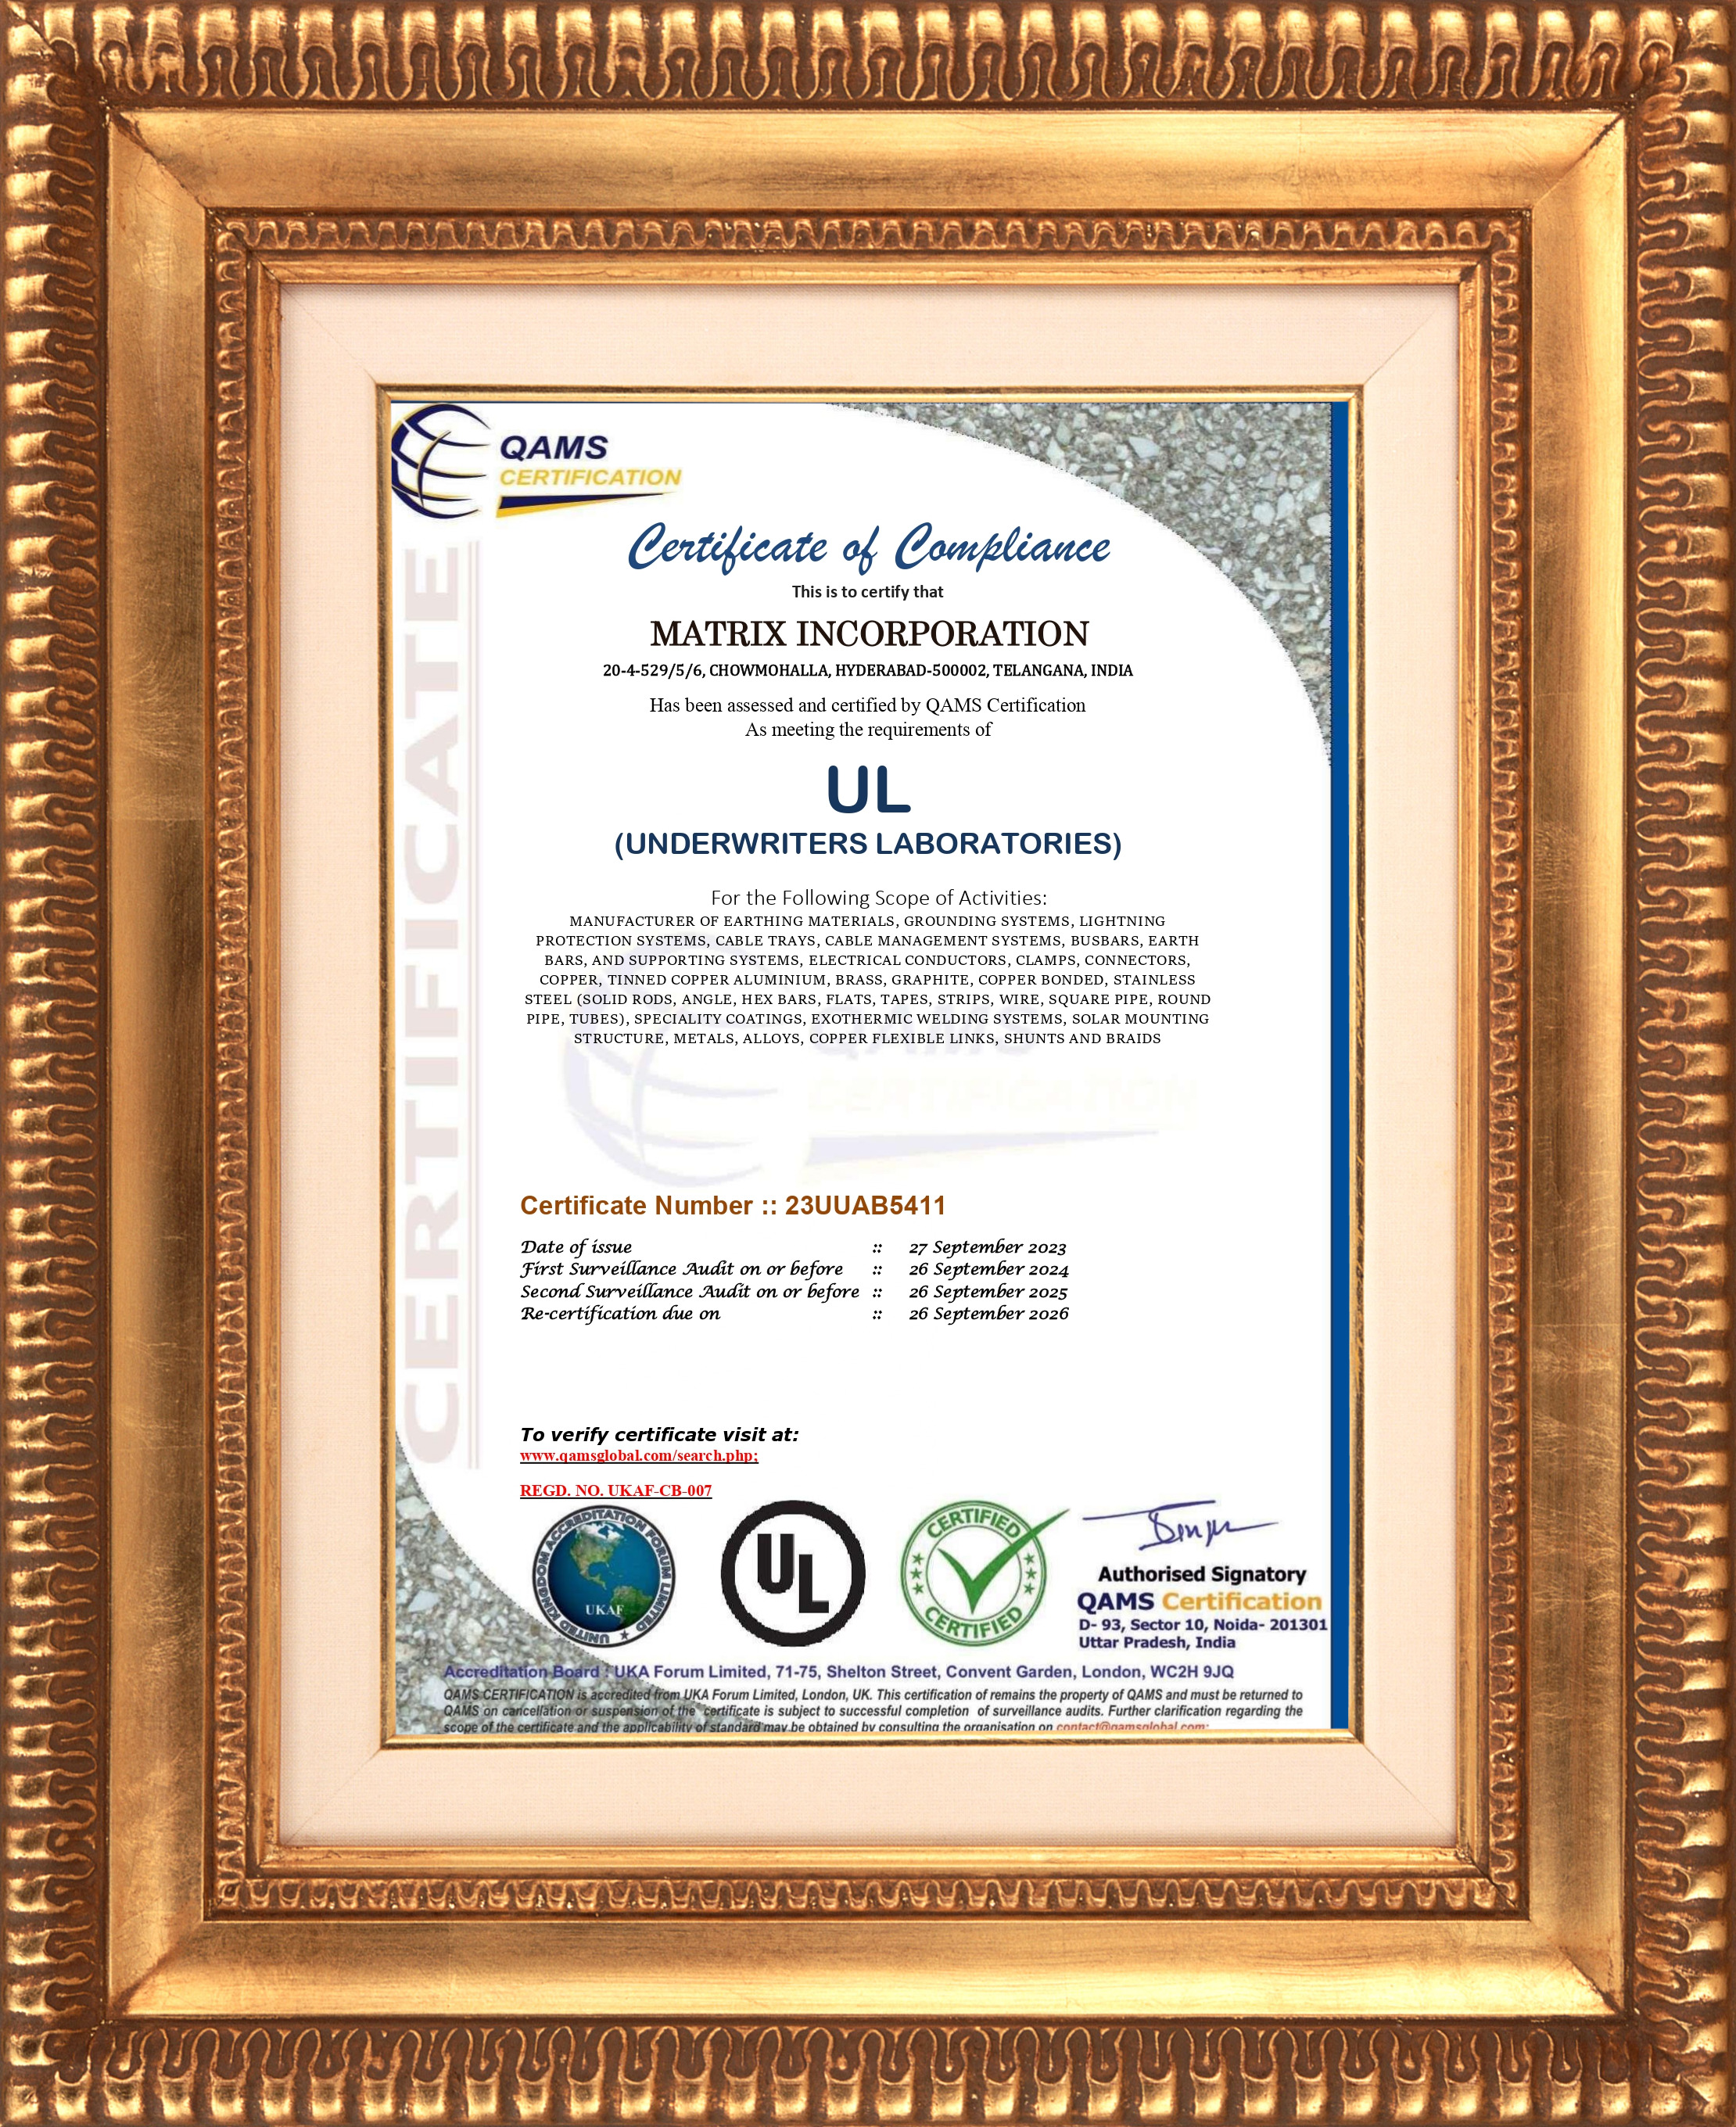 QAMS
CERTIFICATION
Certificate of Compliance
This is to certify that
MATRIX INCORPORATION
20-4-529/5/6, CHOWMOHALLA, HYDERABAD-500002, TELANGANA, INDIA
Has been assessed and certified by QAMS Certification
As meeting the requirements of
UL
(UNDERWRITERS LABORATORIES)
For the Following Scope of Activities:
MANUFACTURER OF EARTHING MATERIALS, GROUNDING SYSTEMS, LIGHTNING
PROTECTION SYSTEMS, CABLE TRAYS, CABLE MANAGEMENT SYSTEMS, BUSBARS, EARTH
BARS, AND SUPPORTING SYSTEMS, ELECTRICAL CONDUCTORS, CLAMPS, CONNECTORS,
COPPER, TINNED COPPER ALUMINIUM, BRASS, GRAPHITE, COPPER BONDED, STAINLESS
STEEL (SOLID RODS, ANGLE, HEX BARS, FLATS, TAPES, STRIPS, WIRE, SQUARE PIPE, ROUND
PIPE, TUBES), SPECIALITY COATINGS, EXOTHERMIC WELDING SYSTEMS, SOLAR MOUNTING
STRUCTURE, METALS, ALLOYS, COPPER FLEXIBLE LINKS, SHUNTS AND BRAIDS
QAMS
CERTIFICATION
CERTIFICATE
Certificate Number :: 23UUAB5411
Date of issue :: 27 September 2023
First Surveillance Audit on or before :: 26 September 2024
Second Surveillance Audit on or before :: 26 September 2025
Re-certification due on :: 26 September 2026
To verify certificate visit at:
www.qamsglobal.com/search.php;
REGD. NO. UKAF-CB-007
UNITED KINGDOM ACCREDITATION FORUM LIMITED
UKAF
UL
CERTIFIED
CERTIFIED
Authorised Signatory
QAMS Certification
D- 93, Sector 10, Noida- 201301
Uttar Pradesh, India
Accreditation Board : UKA Forum Limited, 71-75, Shelton Street, Convent Garden, London, WC2H 9JQ
QAMS CERTIFICATION is accredited from UKA Forum Limited, London, UK. This certification of remains the property of QAMS and must be returned to
QAMS on cancellation or suspension of the certificate is subject to successful completion of surveillance audits. Further clarification regarding the
scope of the certificate and the applicability of standard may be obtained by consulting the organisation on contact@qamsglobal.com;